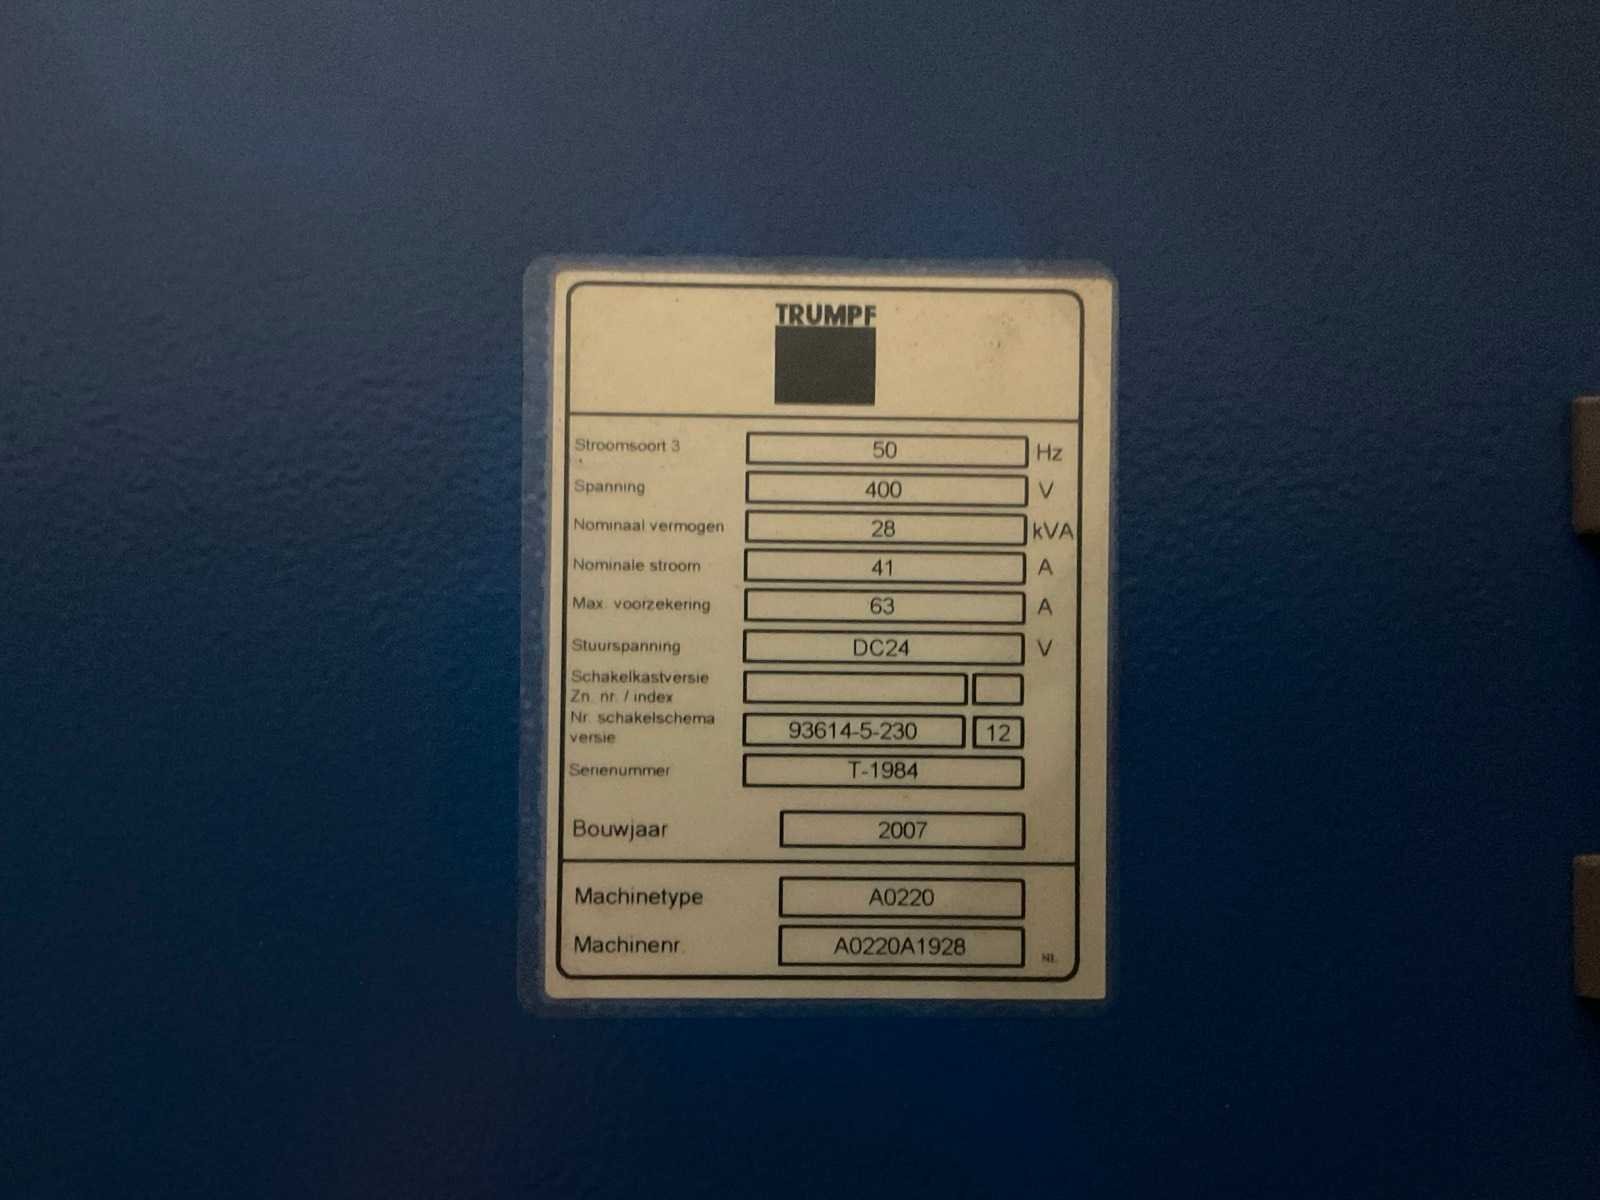 TRUMPF
Stroomsoort 3 50 Hz
Spanning 400 V
Nominaal vermogen 28 kVA
Nominale stroom 41 A
Max. voorzekering 63 A
Stuurspanning DC24 V
Schakelkastversie
Zn. nr. / index
Nr. schakelschema
versie 93614-5-230 12
Serienummer T-1984
Bouwjaar 2007
Machinetype A0220
Machinenr. A0220A1928
NL